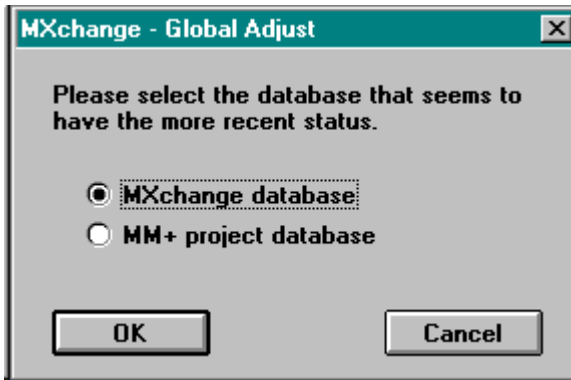 MXchange - Global Adjust
Please select the database that seems to
have the more recent status.
MXchange database
MM+ project database
OK
Cancel